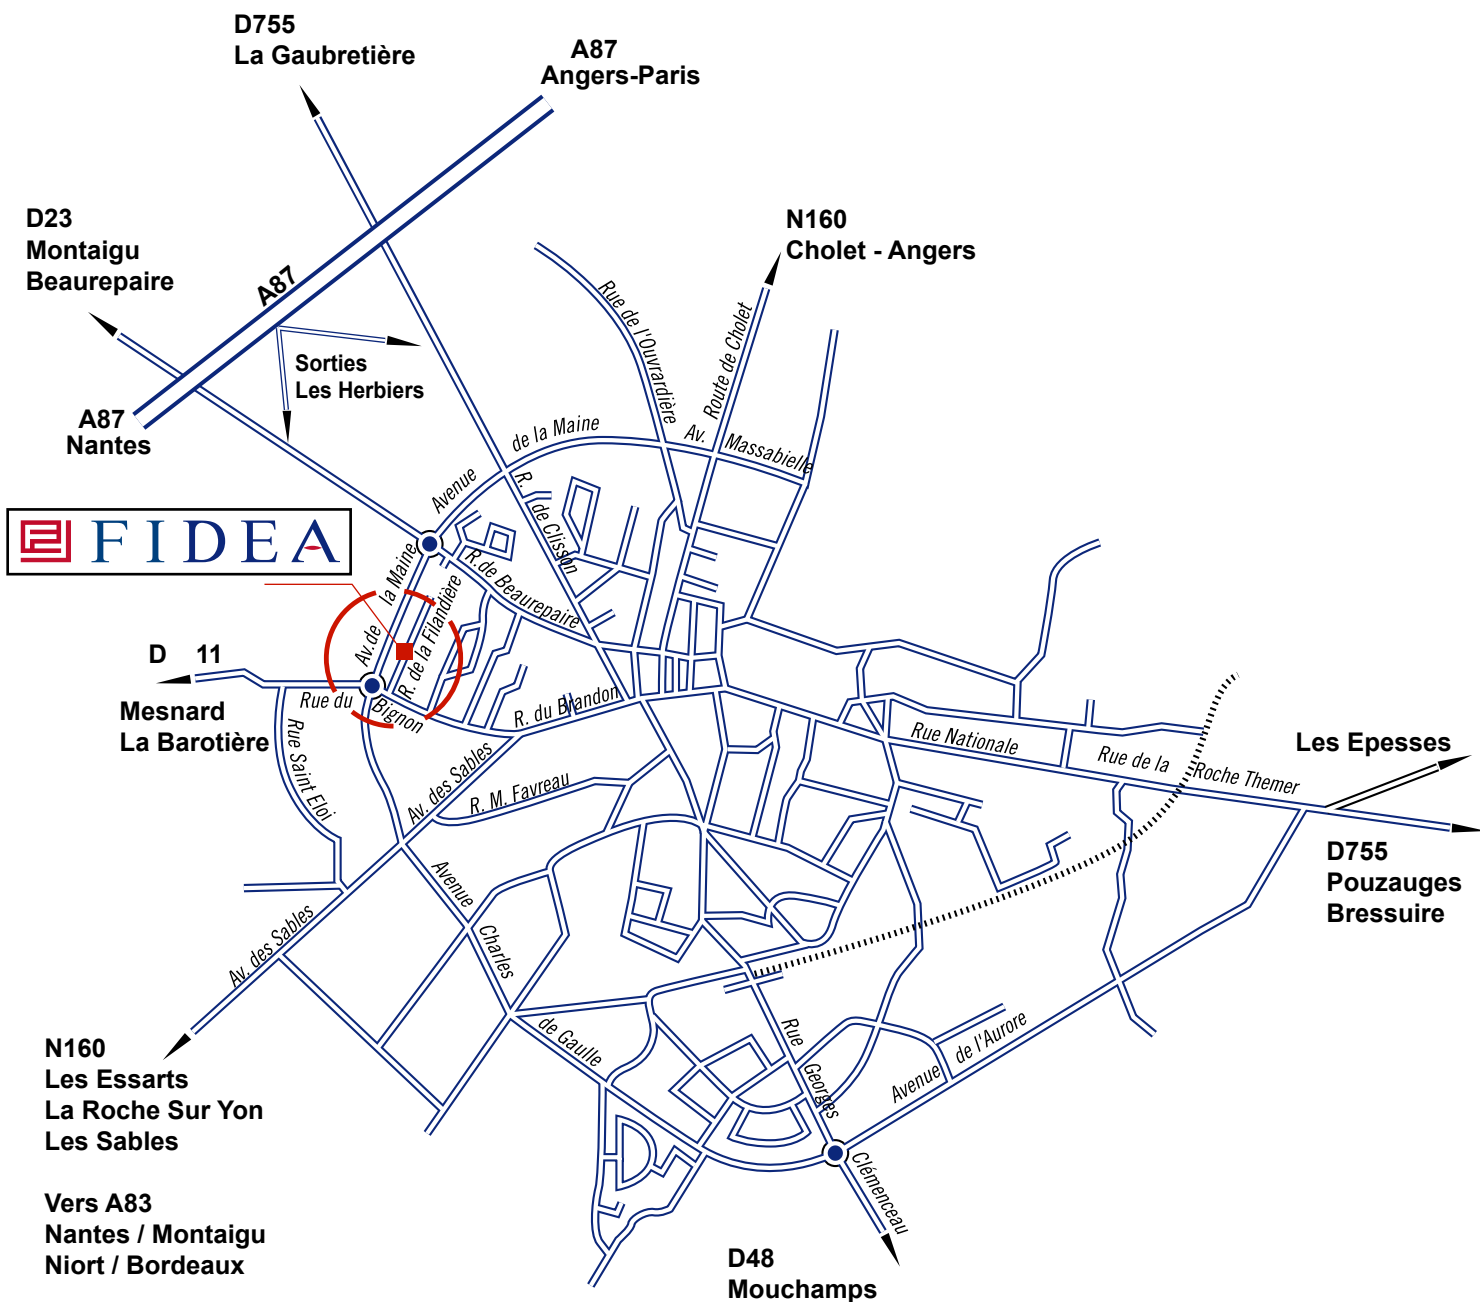 D755
La Gaubretière
A87
Angers-Paris
D23
Montaigu
Beaurepaire
A87
N160
Cholet - Angers
Sorties
Les Herbiers
A87
Nantes
Rue de l'Ouvrardière
Route de Cholet
Avenue de la Maine
Av. Massabielle
R. de Clisson
FIDEA
Av.de la Maine
R.de Beaurepaire
R. de la Filandière
D 11
Mesnard
La Barotière
Rue du Bignon
R. du Brandon
Rue Saint Eloi
Av. des Sables
R. M. Favreau
Rue Nationale
Rue de la Roche Themer
Les Epesses
D755
Pouzauges
Bressuire
Av. des Sables
Avenue Charles de Gaulle
Rue Georges Clémenceau
Avenue de l'Aurore
N160
Les Essarts
La Roche Sur Yon
Les Sables
Vers A83
Nantes / Montaigu
Niort / Bordeaux
D48
Mouchamps